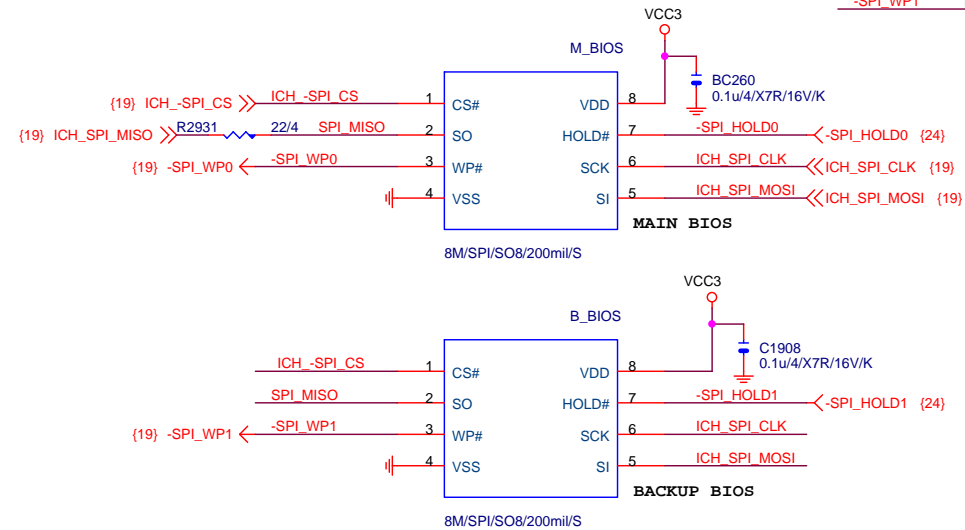 -SPI_WP1
VCC3
M_BIOS
BC260
0.1u/4/X7R/16V/K
{19} ICH_-SPI_CS ICH_-SPI_CS 1 CS# VDD 8
{19} ICH_SPI_MISO R2931 22/4 SPI_MISO 2 SO HOLD# 7 -SPI_HOLD0 -SPI_HOLD0 {24}
{19} -SPI_WP0 -SPI_WP0 3 WP# SCK 6 ICH_SPI_CLK ICH_SPI_CLK {19}
4 VSS SI 5 ICH_SPI_MOSI ICH_SPI_MOSI {19}
MAIN BIOS
8M/SPI/SO8/200mil/S
VCC3
B_BIOS
C1908
0.1u/4/X7R/16V/K
ICH_-SPI_CS 1 CS# VDD 8
SPI_MISO 2 SO HOLD# 7 -SPI_HOLD1 -SPI_HOLD1 {24}
{19} -SPI_WP1 -SPI_WP1 3 WP# SCK 6 ICH_SPI_CLK
4 VSS SI 5 ICH_SPI_MOSI
BACKUP BIOS
8M/SPI/SO8/200mil/S